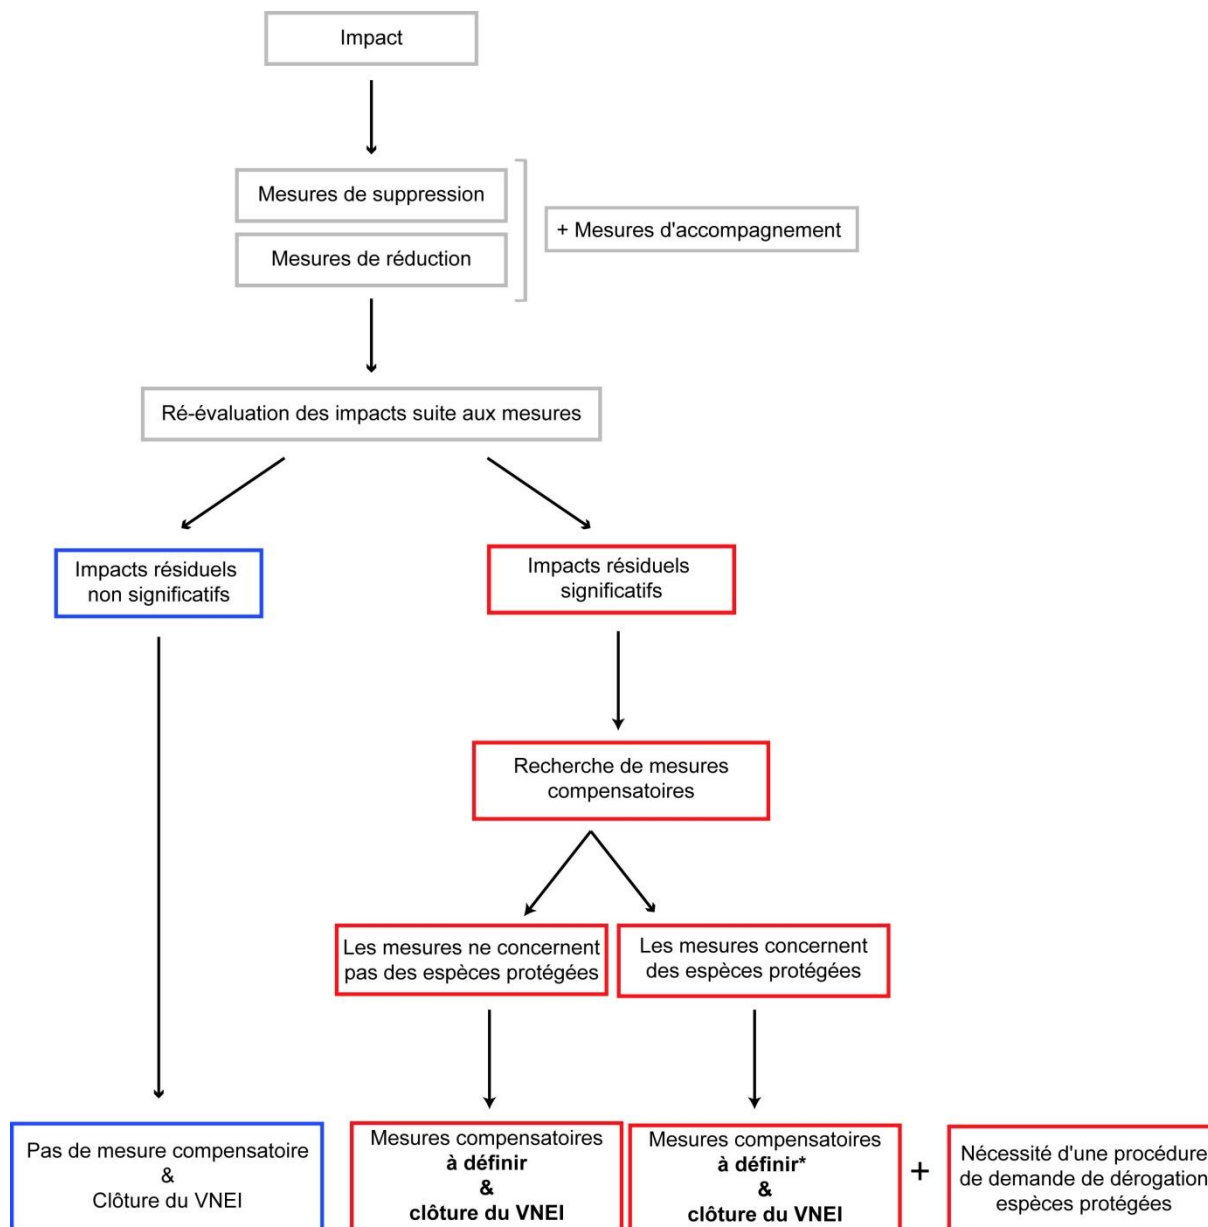 Impact
Mesures de suppression
Mesures de réduction
+ Mesures d'accompagnement
Ré-évaluation des impacts suite aux mesures
Impacts résiduels
non significatifs
Impacts résiduels
significatifs
Recherche de mesures
compensatoires
Les mesures ne concernent
pas des espèces protégées
Les mesures concernent
des espèces protégées
Pas de mesure compensatoire
&
Clôture du VNEI
Mesures compensatoires
à définir
&
clôture du VNEI
Mesures compensatoires
à définir*
&
clôture du VNEI
+
Nécessité d'une procédure
de demande de dérogation
espèces protégées